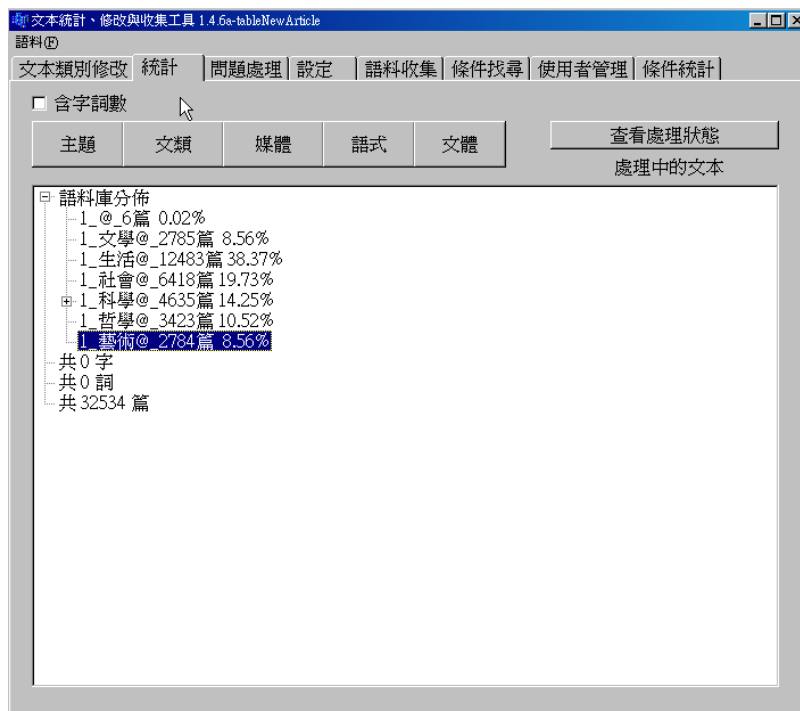 文本統計、修改與收集工具 1.4.6a-tableNewArticle
語料(F)
文本類別修改 統計 問題處理 設定 語料收集 條件找尋 使用者管理 條件統計
含字詞數
主題 文類 媒體 語式 文體 查看處理狀態
處理中的文本
語料庫分佈
1_@_6篇 0.02%
1_文學@_2785篇 8.56%
1_生活@_12483篇 38.37%
1_社會@_6418篇 19.73%
1_科學@_4635篇 14.25%
1_哲學@_3423篇 10.52%
1_藝術@_2784篇 8.56%
共 0 字
共 0 詞
共 32534 篇